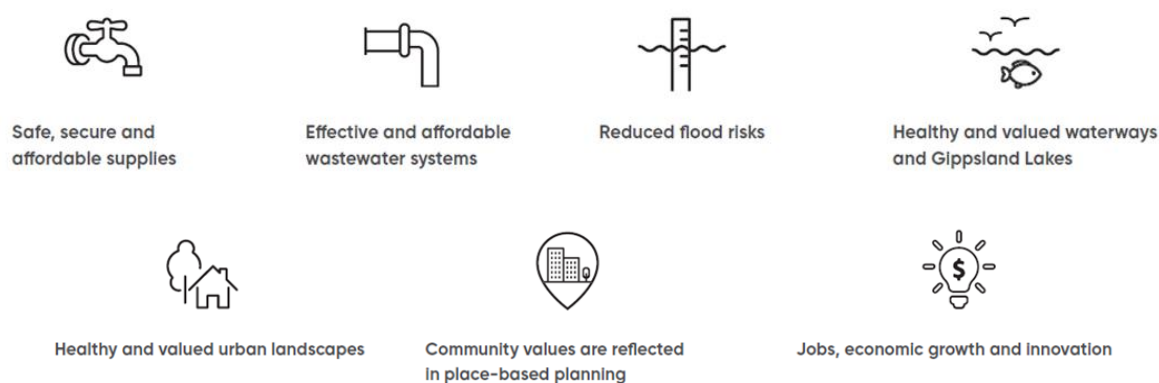 Safe, secure and
affordable supplies
Effective and affordable
wastewater systems
Reduced flood risks
Healthy and valued waterways
and Gippsland Lakes
Healthy and valued urban landscapes
Community values are reflected
in place-based planning
$
Jobs, economic growth and innovation